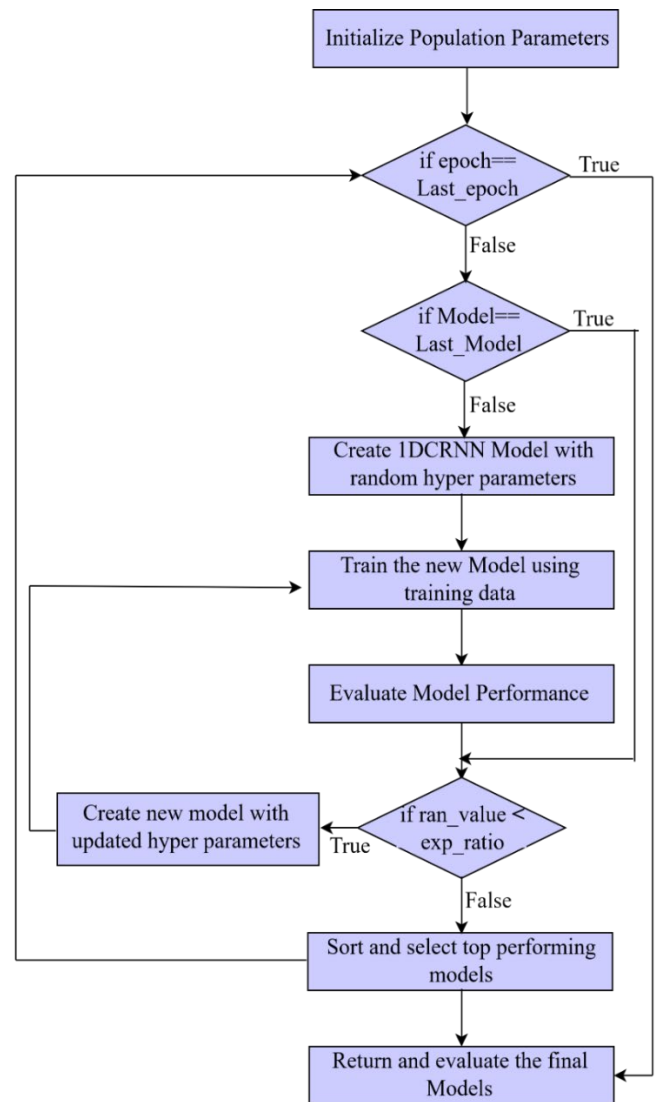 Initialize Population Parameters
if epoch==
Last_epoch
True
False
if Model==
Last_Model
True
False
Create 1DCRNN Model with
random hyper parameters
Train the new Model using
training data
Evaluate Model Performance
if ran_value <
exp_ratio
True
Create new model with
updated hyper parameters
False
Sort and select top performing
models
Return and evaluate the final
Models